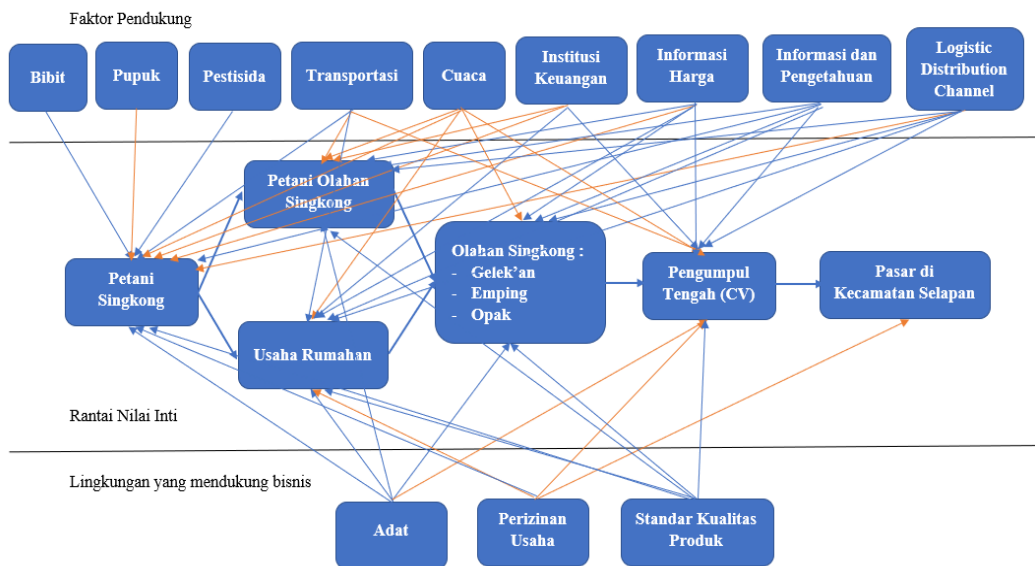 Faktor Pendukung
Bibit
Pupuk
Pestisida
Transportasi
Cuaca
Institusi
Keuangan
Informasi
Harga
Informasi dan
Pengetahuan
Logistic
Distribution
Channel
Petani Olahan
Singkong
Petani
Singkong
Usaha Rumahan
Olahan Singkong :
- Gelek'an
- Emping
- Opak
Pengumpul
Tengah (CV)
Pasar di
Kecamatan Selapan
Rantai Nilai Inti
Lingkungan yang mendukung bisnis
Adat
Perizinan
Usaha
Standar Kualitas
Produk